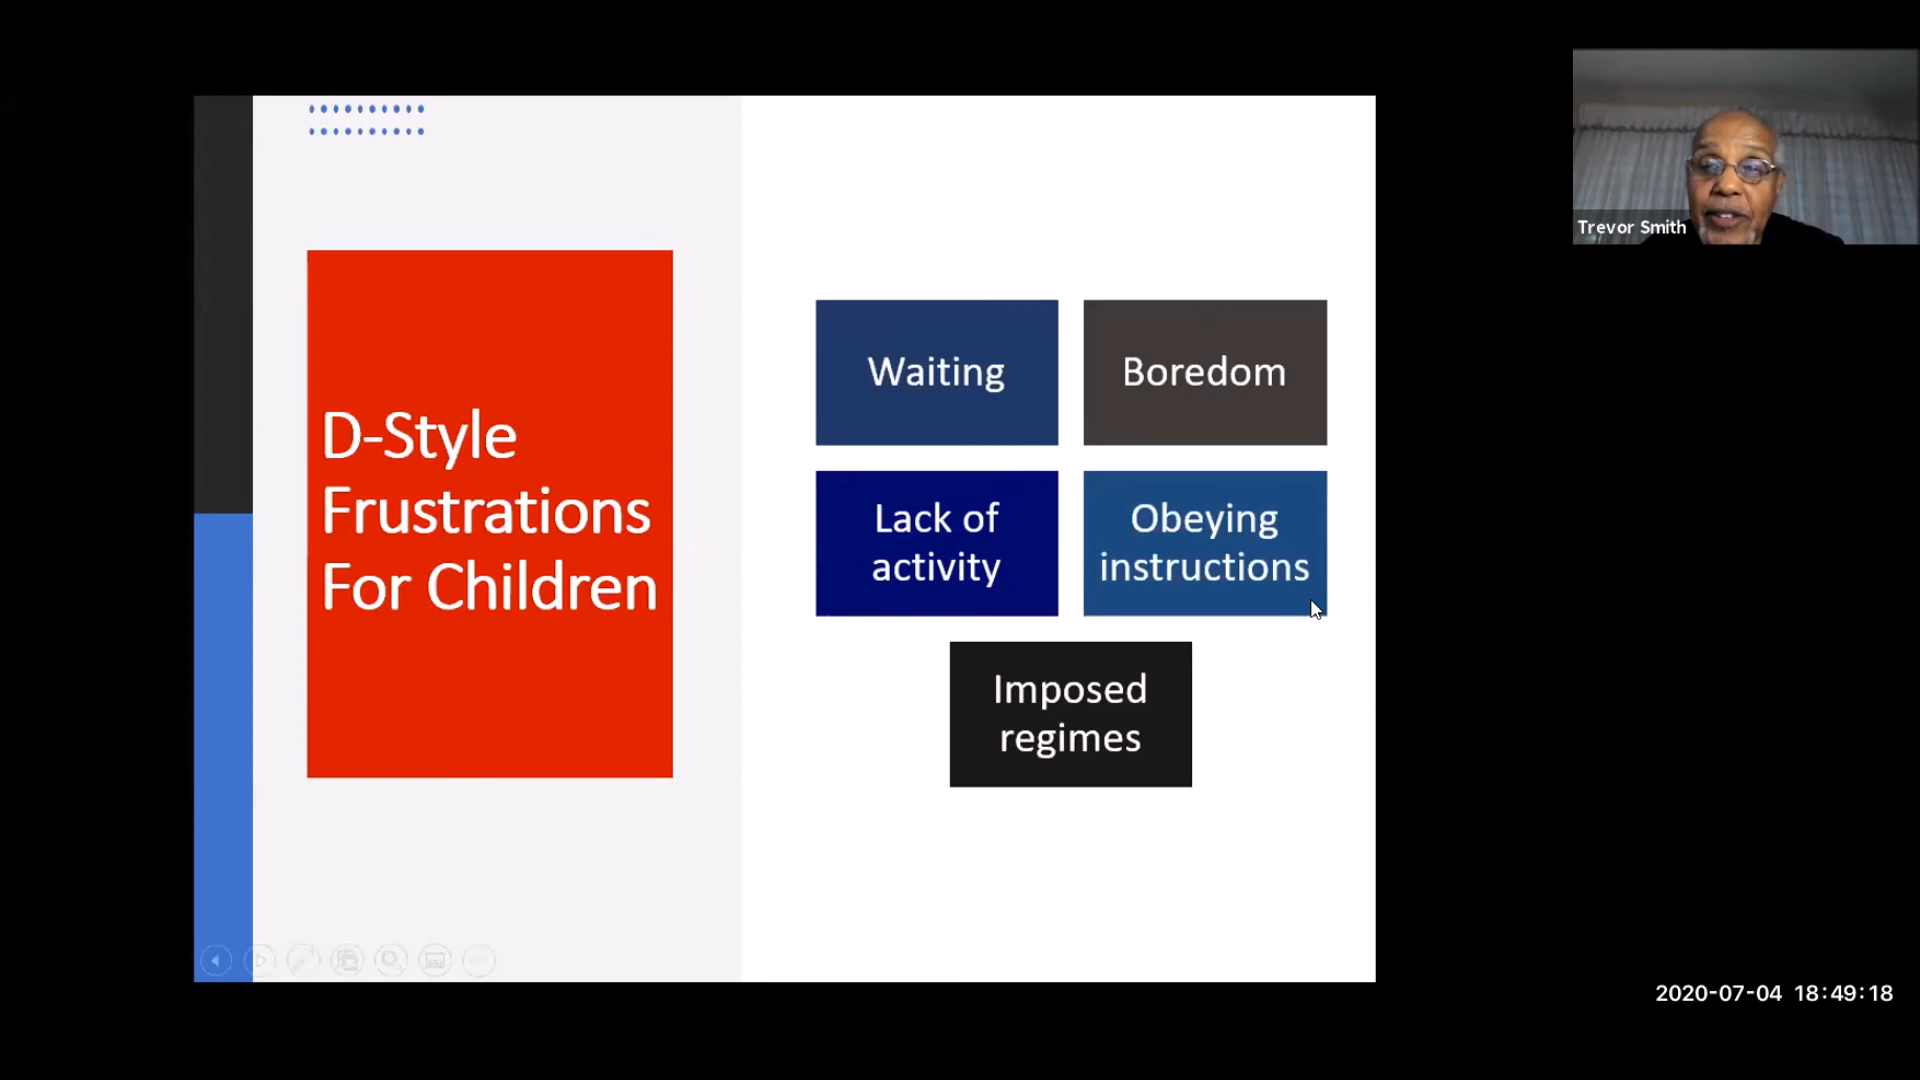 Trevor Smith
D-Style
Frustrations
For Children
Waiting
Boredom
Lack of
activity
Obeying
instructions
Imposed
regimes
2020-07-04 18:49:18